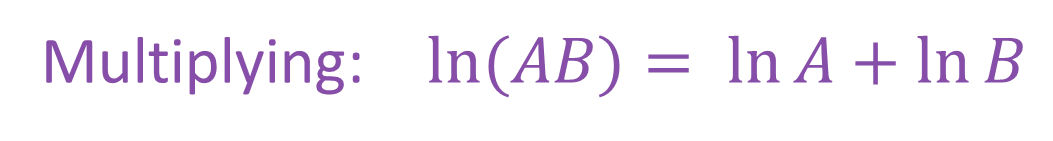 Multiplying: ln(AB) = ln A + ln B